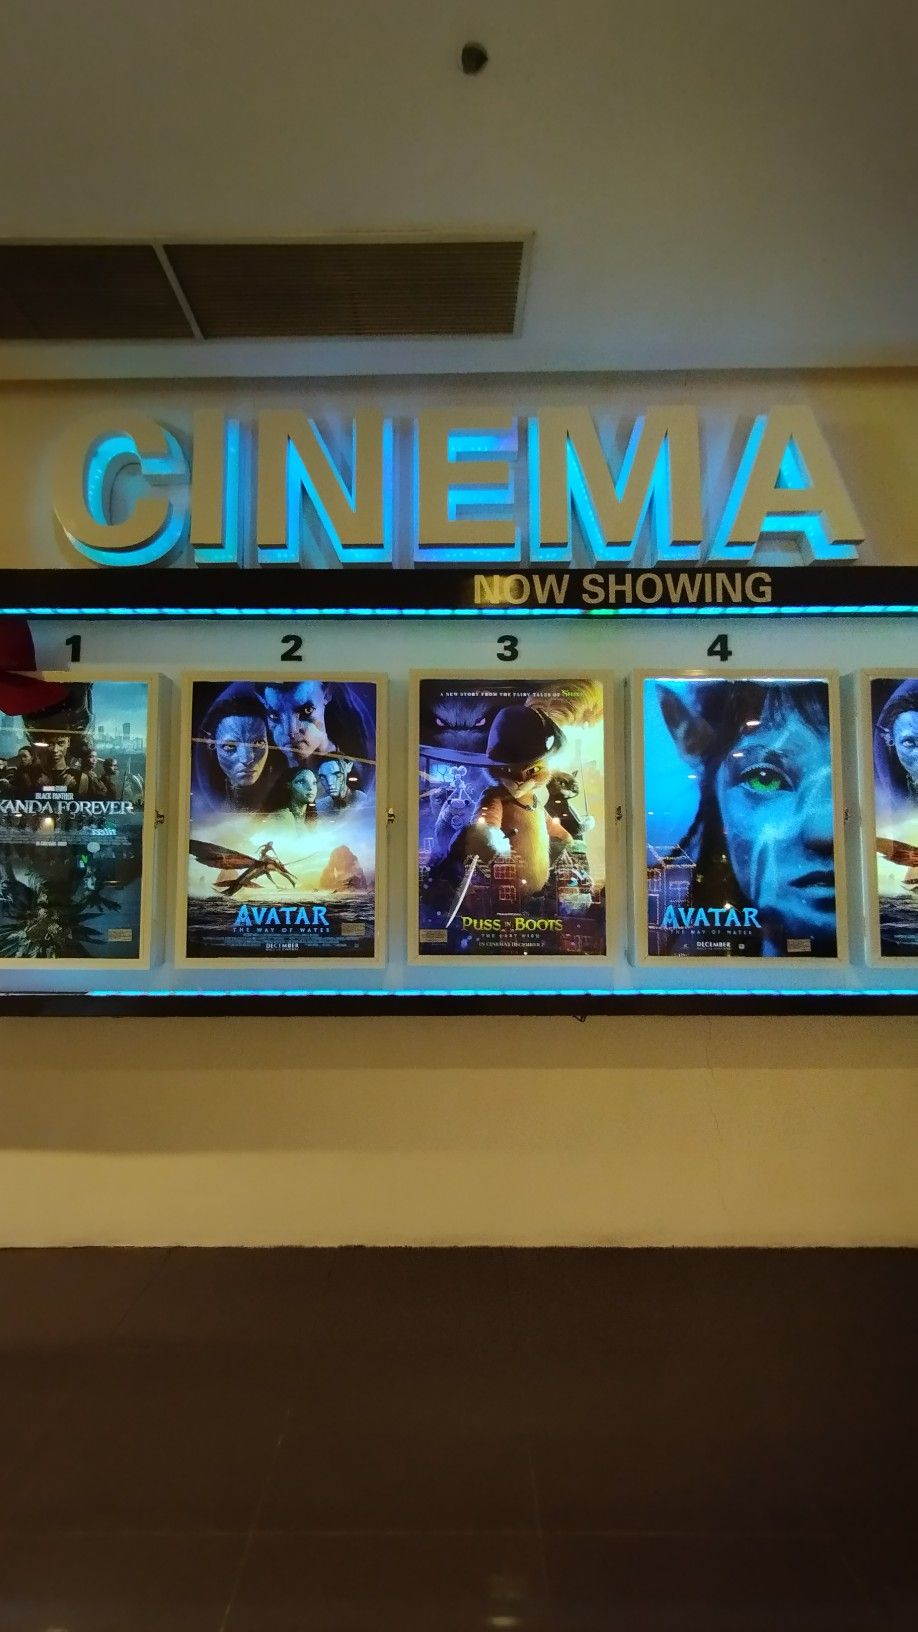 CINEMA
NOW SHOWING
1
2
3
4
MARVEL STUDIOS
BLACK PANTHER
KANDA FOREVER
AVATAR
THE WAY OF WATER
DECEMBER
A NEW STORY FROM THE FAIRY TALES OF
PUSS IN BOOTS
THE LAST WISH
IN CINEMAS DECEMBER
AVATAR
THE WAY OF WATER
DECEMBER